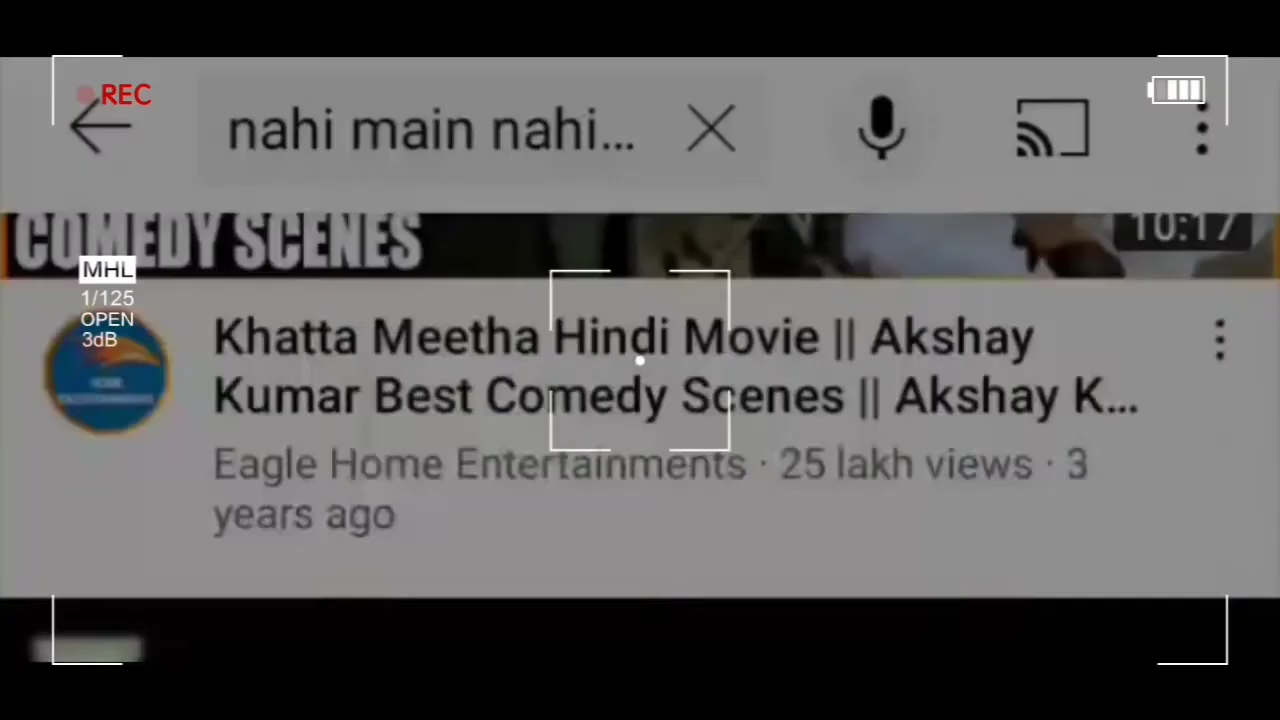 REC
nahi main nahi...
COMEDY SCENES
10:17
MHL
1/125
OPEN
3dB
Khatta Meetha Hindi Movie || Akshay
Kumar Best Comedy Scenes || Akshay K...
Eagle Home Entertainments · 25 lakh views · 3
years ago